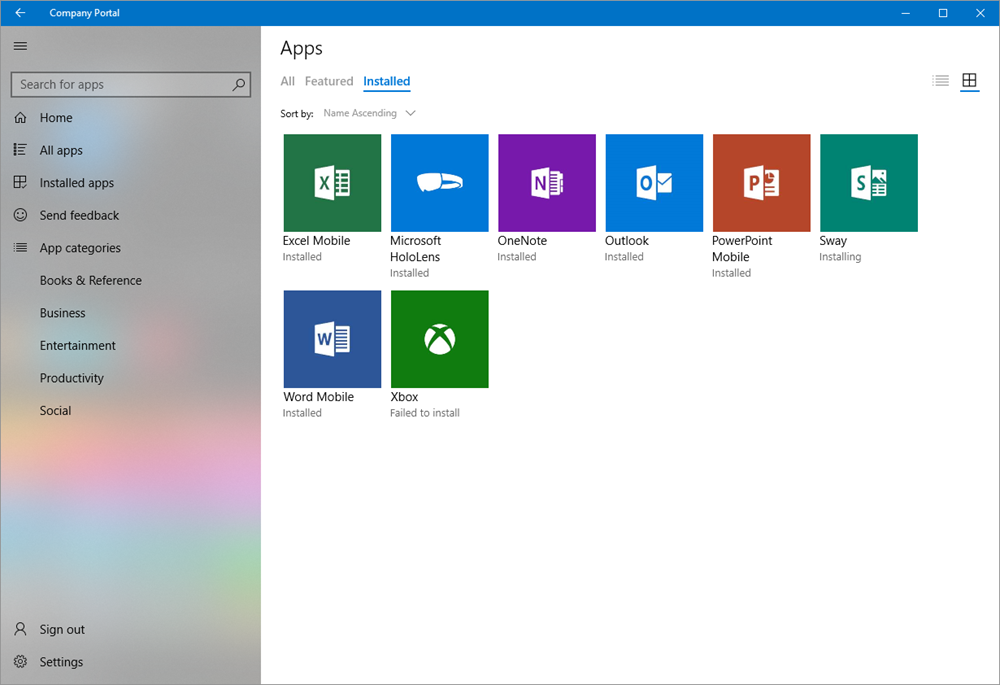 Company Portal
Search for apps
Home
All apps
Installed apps
Send feedback
App categories
Books & Reference
Business
Entertainment
Productivity
Social
Sign out
Settings
Apps
All Featured Installed
Sort by: Name Ascending
X
N
O
P
S
Excel Mobile
Installed
Microsoft
HoloLens
Installed
OneNote
Installed
Outlook
Installed
PowerPoint
Mobile
Installed
Sway
Installing
W
Word Mobile
Installed
Xbox
Failed to install